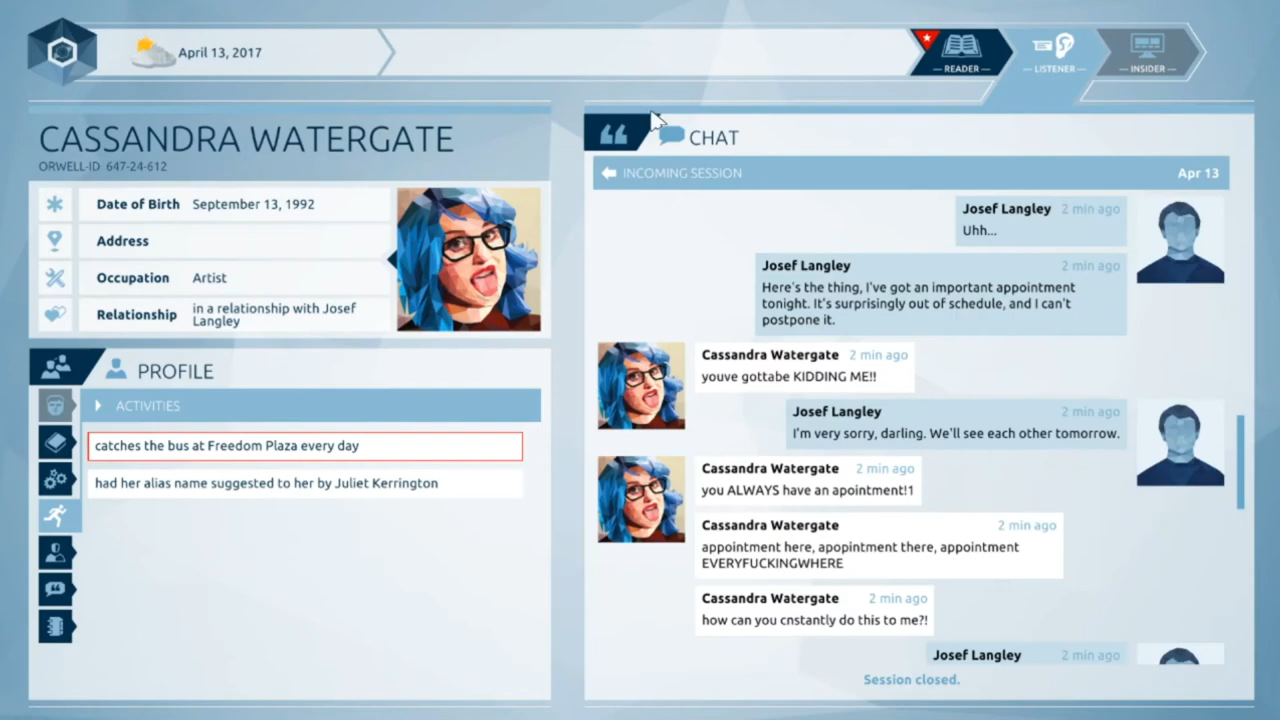 April 13, 2017
READER
LISTENER
INSIDER
CASSANDRA WATERGATE
ORWELL-ID 647-24-612
Date of Birth September 13, 1992
Address
Occupation Artist
Relationship in a relationship with Josef
Langley
PROFILE
ACTIVITIES
catches the bus at Freedom Plaza every day
had her alias name suggested to her by Juliet Kerrington
CHAT
INCOMING SESSION Apr 13
Josef Langley 2 min ago
Uhh...
Josef Langley 2 min ago
Here's the thing, I've got an important appointment
tonight. It's surprisingly out of schedule, and I can't
postpone it.
Cassandra Watergate 2 min ago
youve gottabe KIDDING ME!!
Josef Langley 2 min ago
I'm very sorry, darling. We'll see each other tomorrow.
Cassandra Watergate 2 min ago
you ALWAYS have an apointment!1
Cassandra Watergate 2 min ago
appointment here, apopintment there, appointment
EVERYFUCKINGWHERE
Cassandra Watergate 2 min ago
how can you cnstantly do this to me?!
Josef Langley 2 min ago
Session closed.